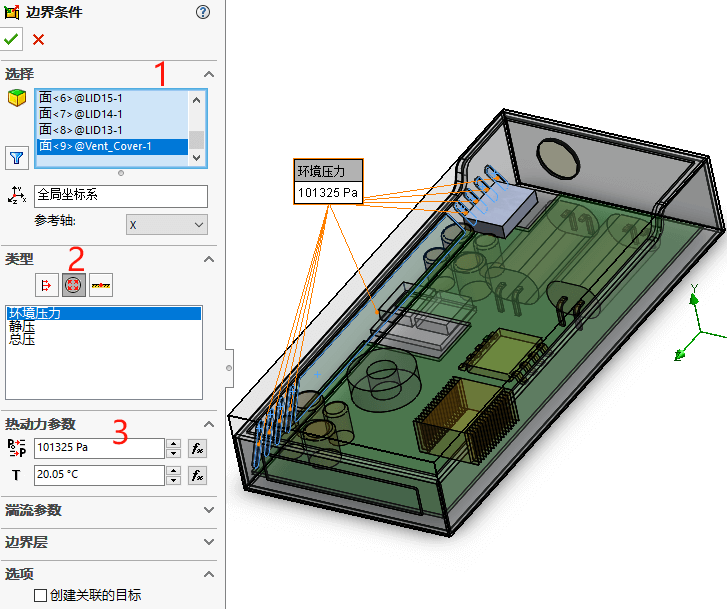 边界条件
选择
1
面<6>@LID15-1
面<7>@LID14-1
面<8>@LID13-1
面<9>@Vent_Cover-1
全局坐标系
参考轴:
X
类型
2
环境压力
静压
总压
热动力参数
3
101325 Pa
T
20.05 °C
湍流参数
边界层
选项
创建关联的目标
环境压力
101325 Pa
Y